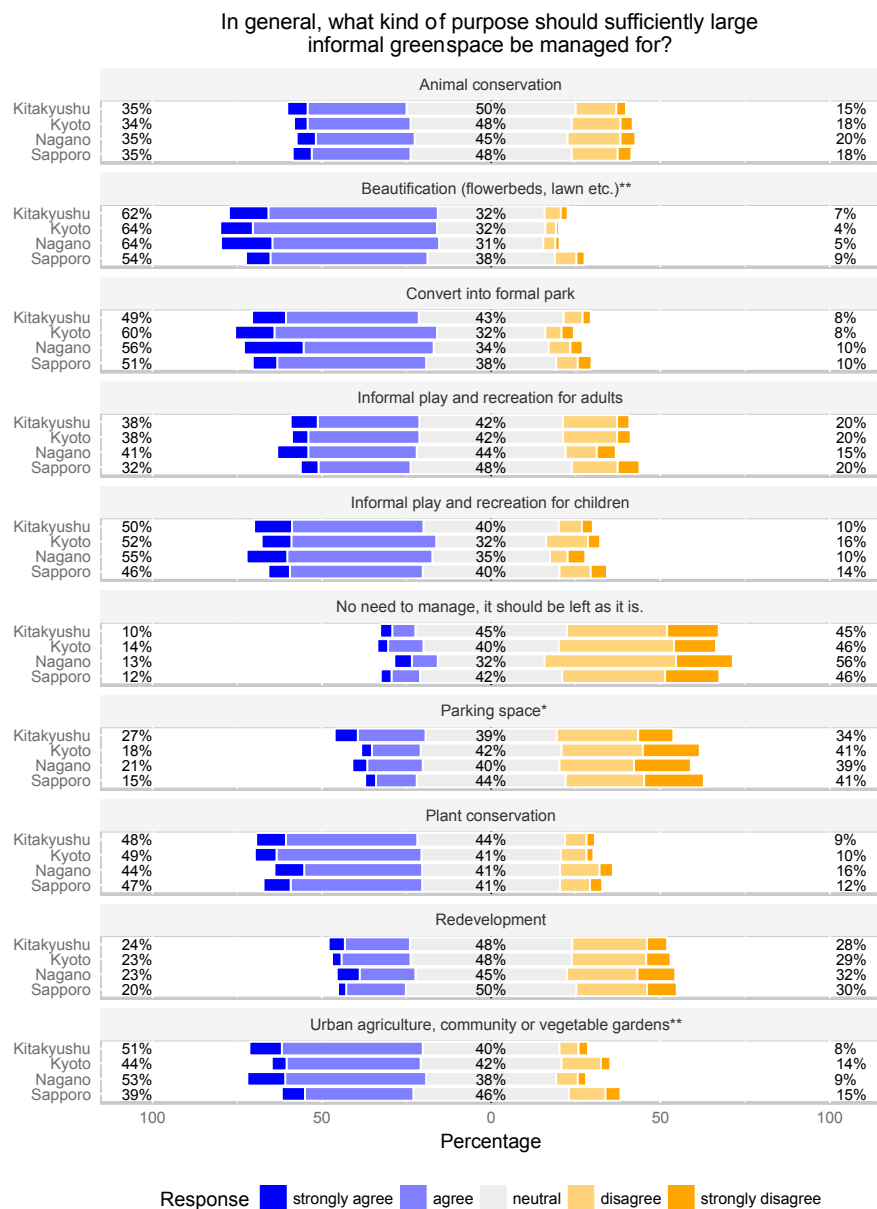 In general, what kind of purpose should sufficiently large
informal greenspace be managed for?
Animal conservation
Kitakyushu 35% 50% 15%
Kyoto 34% 48% 18%
Nagano 35% 45% 20%
Sapporo 35% 48% 18%
Beautification (flowerbeds, lawn etc.)**
Kitakyushu 62% 32% 7%
Kyoto 64% 32% 4%
Nagano 64% 31% 5%
Sapporo 54% 38% 9%
Convert into formal park
Kitakyushu 49% 43% 8%
Kyoto 60% 32% 8%
Nagano 56% 34% 10%
Sapporo 51% 38% 10%
Informal play and recreation for adults
Kitakyushu 38% 42% 20%
Kyoto 38% 42% 20%
Nagano 41% 44% 15%
Sapporo 32% 48% 20%
Informal play and recreation for children
Kitakyushu 50% 40% 10%
Kyoto 52% 32% 16%
Nagano 55% 35% 10%
Sapporo 46% 40% 14%
No need to manage, it should be left as it is.
Kitakyushu 10% 45% 45%
Kyoto 14% 40% 46%
Nagano 13% 32% 56%
Sapporo 12% 42% 46%
Parking space*
Kitakyushu 27% 39% 34%
Kyoto 18% 42% 41%
Nagano 21% 40% 39%
Sapporo 15% 44% 41%
Plant conservation
Kitakyushu 48% 44% 9%
Kyoto 49% 41% 10%
Nagano 44% 41% 16%
Sapporo 47% 41% 12%
Redevelopment
Kitakyushu 24% 48% 28%
Kyoto 23% 48% 29%
Nagano 23% 45% 32%
Sapporo 20% 50% 30%
Urban agriculture, community or vegetable gardens**
Kitakyushu 51% 40% 8%
Kyoto 44% 42% 14%
Nagano 53% 38% 9%
Sapporo 39% 46% 15%
100 50 0 50 100
Percentage
Response strongly agree agree neutral disagree strongly disagree